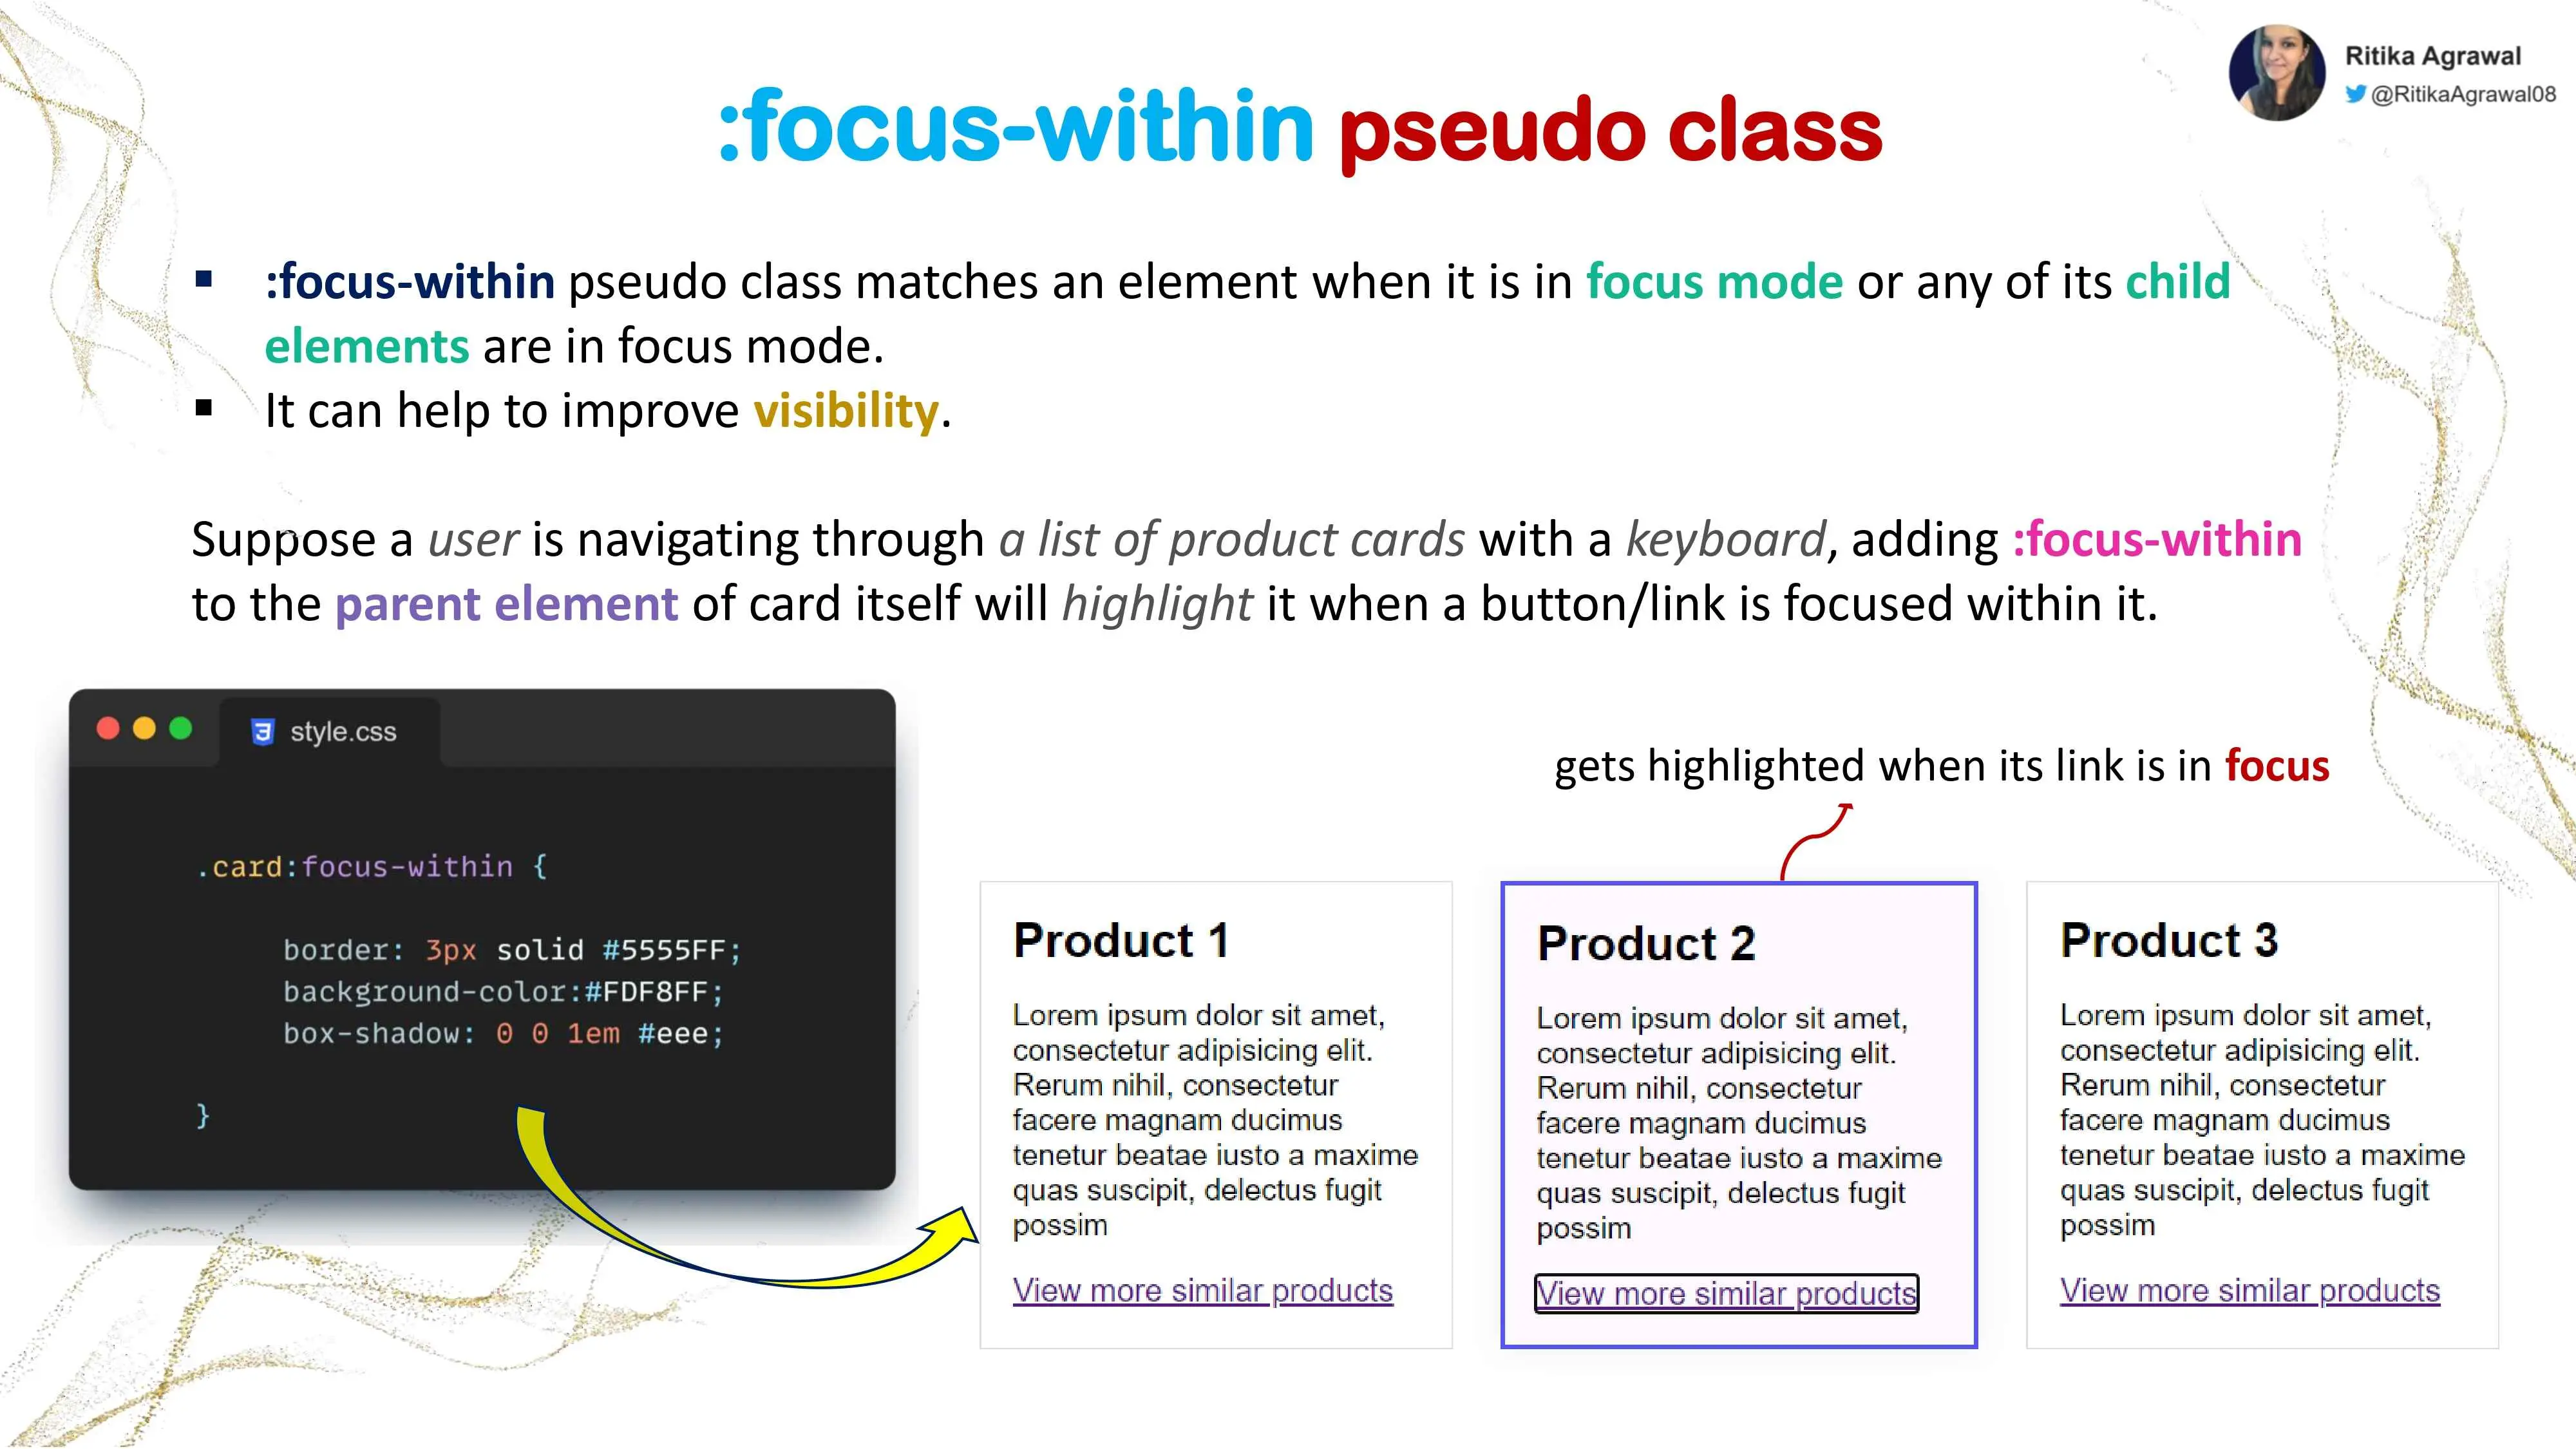 Ritika Agrawal
@RitikaAgrawal08
:focus-within pseudo class
▪ :focus-within pseudo class matches an element when it is in focus mode or any of its child
elements are in focus mode.
▪ It can help to improve visibility.
Suppose a user is navigating through a list of product cards with a keyboard, adding :focus-within
to the parent element of card itself will highlight it when a button/link is focused within it.
style.css
.card:focus-within {
border: 3px solid #5555FF;
background-color:#FDF8FF;
box-shadow: 0 0 1em #eee;
}
gets highlighted when its link is in focus
Product 1
Lorem ipsum dolor sit amet,
consectetur adipisicing elit.
Rerum nihil, consectetur
facere magnam ducimus
tenetur beatae iusto a maxime
quas suscipit, delectus fugit
possim
View more similar products
Product 2
Lorem ipsum dolor sit amet,
consectetur adipisicing elit.
Rerum nihil, consectetur
facere magnam ducimus
tenetur beatae iusto a maxime
quas suscipit, delectus fugit
possim
View more similar products
Product 3
Lorem ipsum dolor sit amet,
consectetur adipisicing elit.
Rerum nihil, consectetur
facere magnam ducimus
tenetur beatae iusto a maxime
quas suscipit, delectus fugit
possim
View more similar products